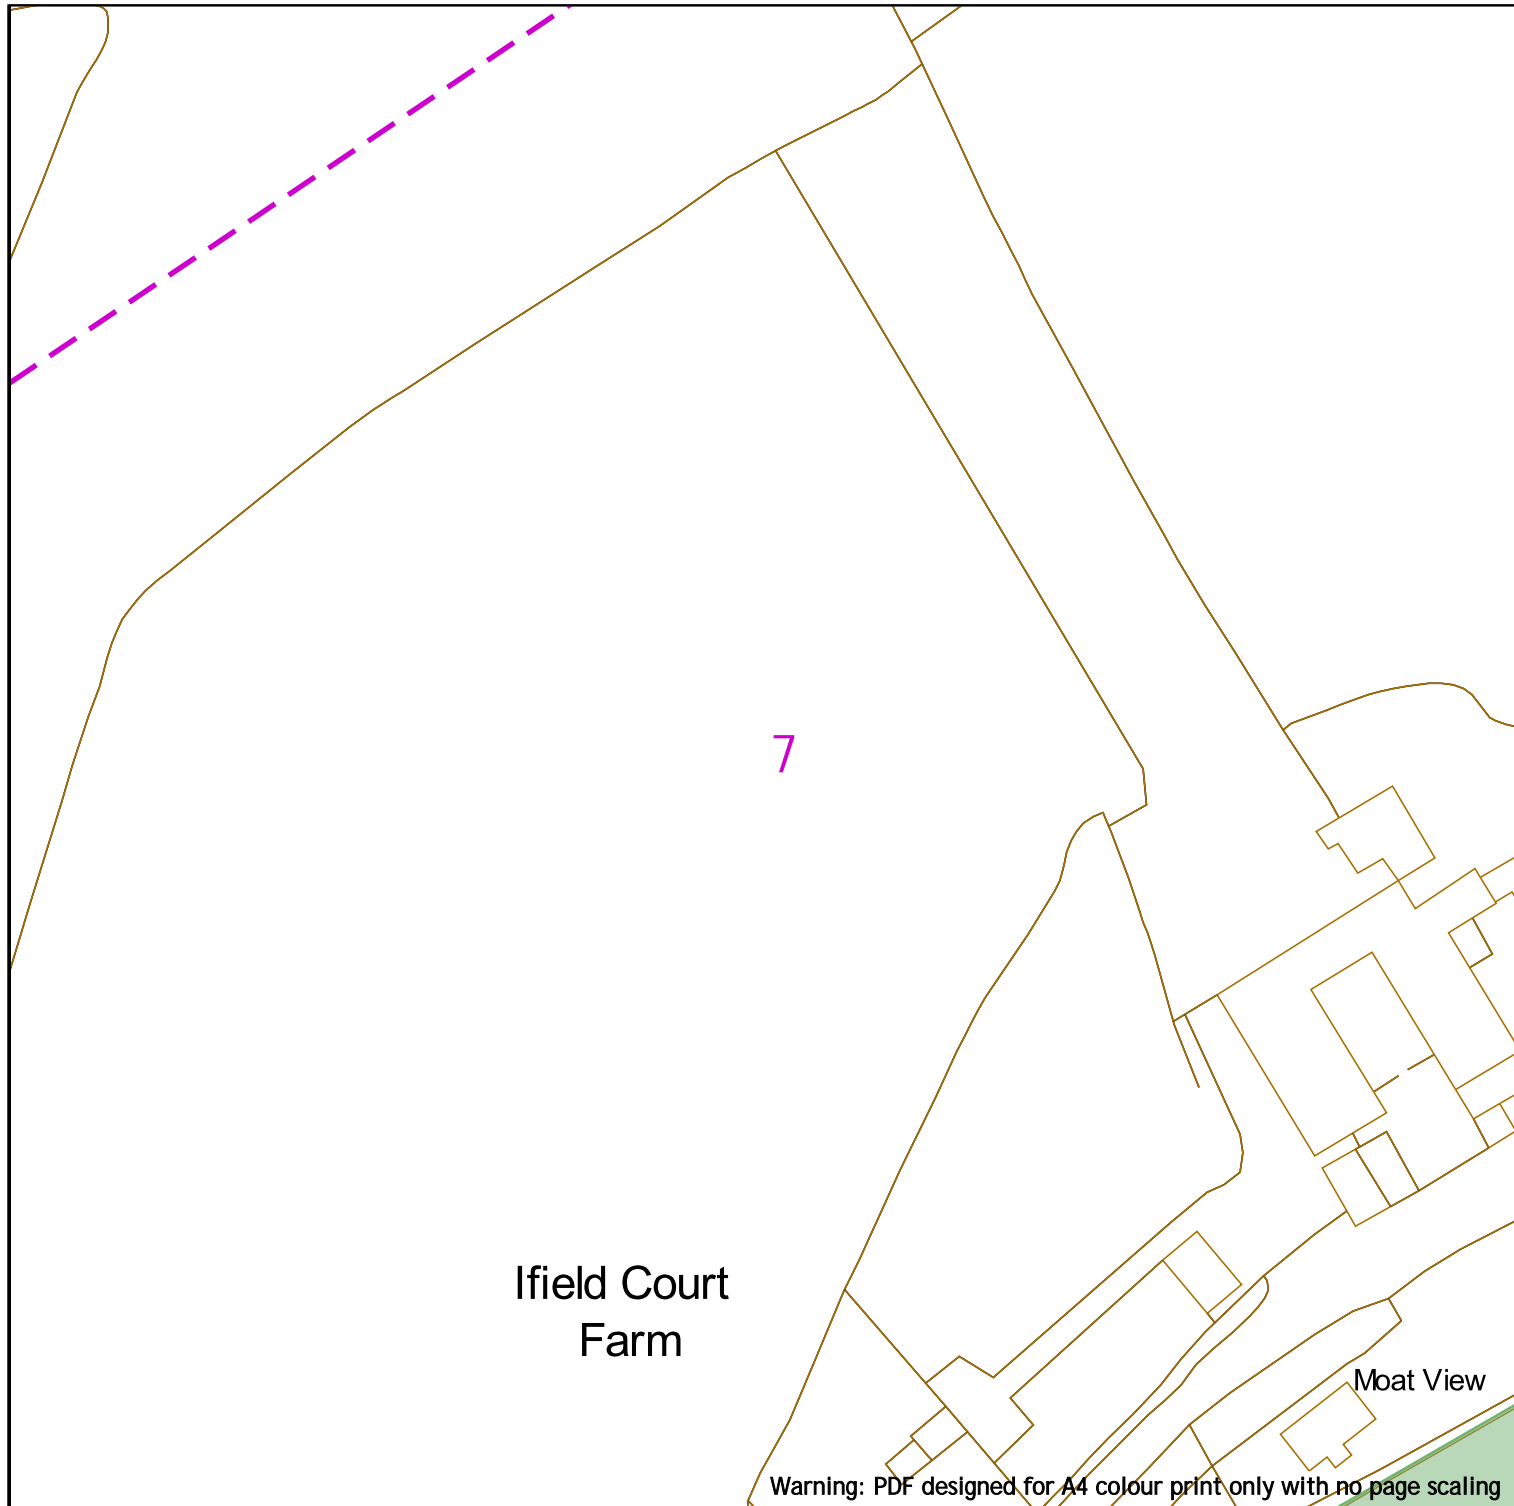 7
Ifield Court
Farm
Moat View
Warning: PDF designed for A4 colour print only with no page scaling